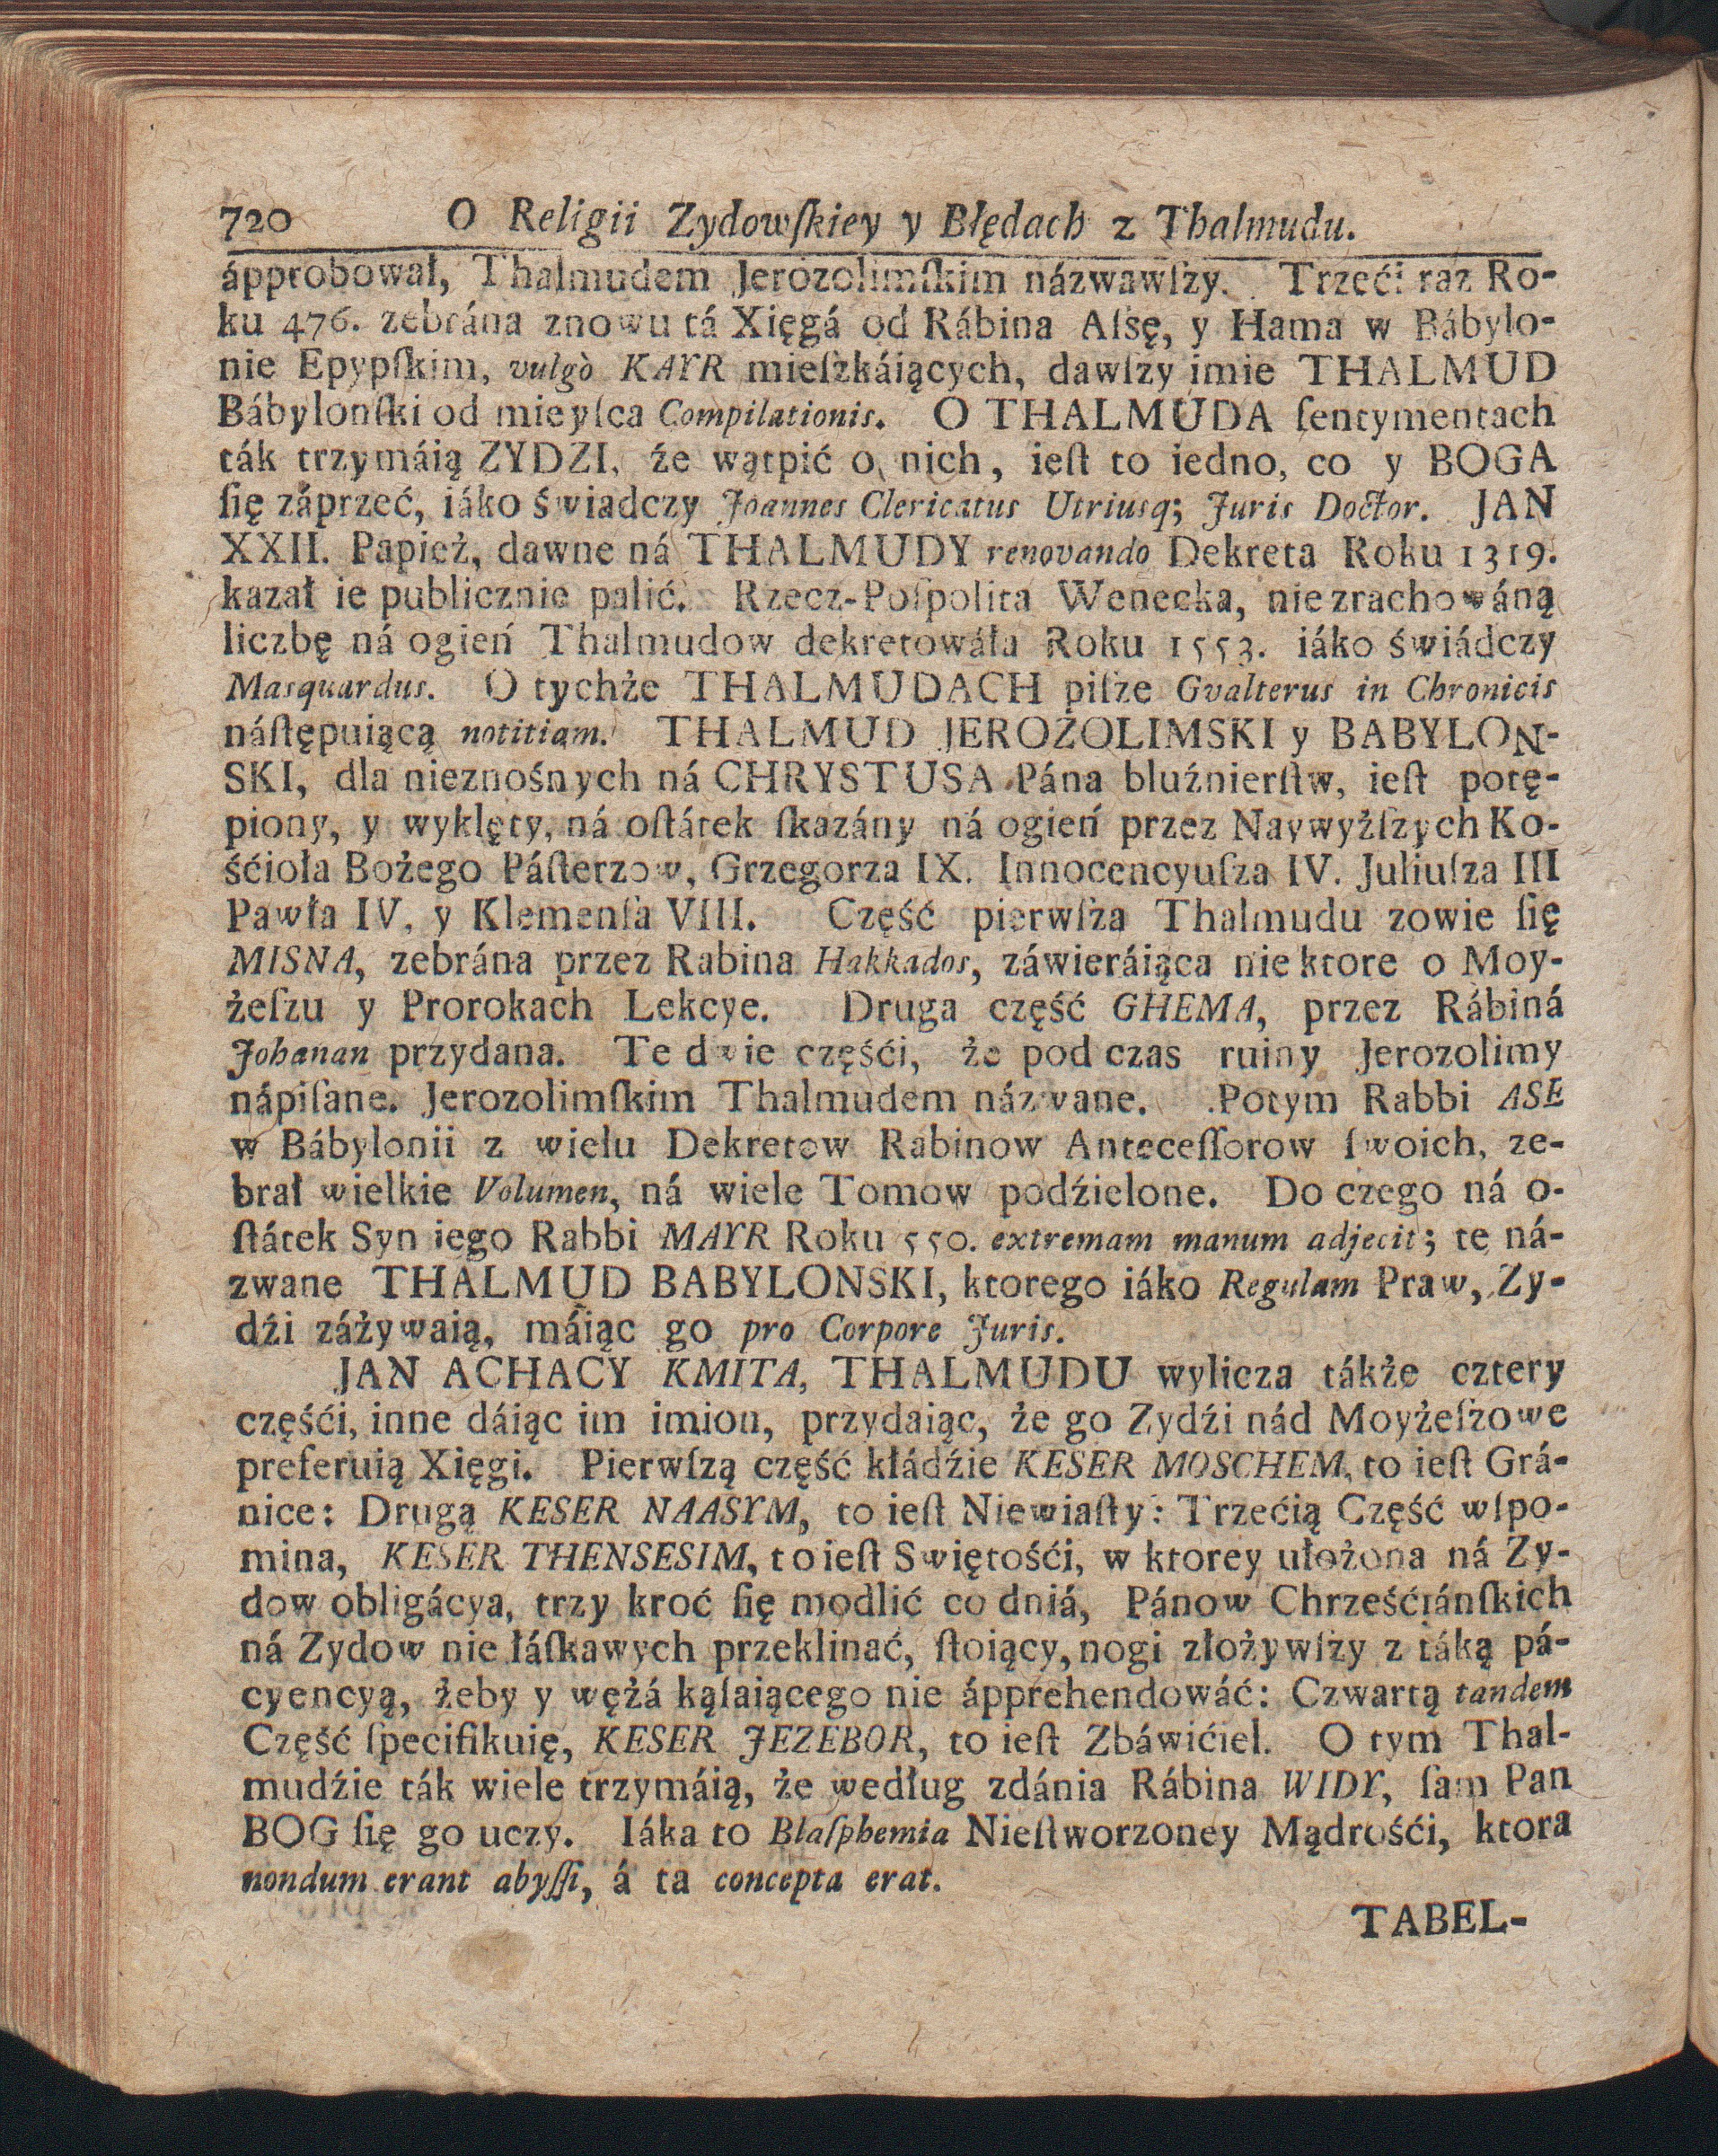 720 O Religii Zydowſkiey y Błędach z Thalmudu.
ápprobował, Thalmudem Jerozolimſkim názwawſzy. Trzeći raz Ro-
ku 476. zebrána znowu tá Xięgá od Rábina Aſsę, y Hama w Bábylo-
nie Epypſkim, vulgò KAYR mieſzkáiących, dawſzy imie THALMUD
Bábylonſki od mieyſca Compilationis. O THALMUDA ſentymentach
ták trzymáią ZYDZI, że wątpić o nich, ieſt to iedno, co y BOGA
ſię záprzeć, iáko świadczy Joannes Clericatus Utriusq; Juris Doctor. JAN
XXII. Papież, dawne ná THALMUDY renovando Dekreta Roku 1319.
kazał ie publicznie palić. Rzecz-Poſpolita Wenecka, niezrachowáną
liczbę ná ogień Thalmudow dekretowáła Roku 1553. iáko świádczy
Masquardus. O tychże THALMUDACH piſze Gvalterus in Chronicis
náſtępuiącą notitiam. THALMUD JEROZOLIMSKI y BABYLON-
SKI, dla nieznośnych ná CHRYSTUSA Pána bluźnierſtw, ieſt potę-
piony, y wyklęty, ná oſtátek ſkazány ná ogień przez Naywyżſzych Ko-
śćioła Bożego Páſterzow, Grzegorza IX. Innocencyuſza IV. Juliuſza III
Pawła IV, y Klemenſa VIII. Część pierwſza Thalmudu zowie ſię
MISNA, zebrána przez Rabina Hakkados, záwieráiąca niektore o Moy-
żeſzu y Prorokach Lekcye. Druga część GHEMA, przez Rábiná
Johanan przydana. Te dwie częśći, że pod czas ruiny Jerozolimy
nápiſane. Jerozolimſkim Thalmudem názwane. Potym Rabbi ASE
w Bábylonii z wielu Dekretow Rabinow Anteceſſorow ſwoich, ze-
brał wielkie Volumen, ná wiele Tomow podźielone. Do czego ná o-
ſtátek Syn iego Rabbi MAYR Roku 550. extremam manum adjecit; te ná-
zwane THALMUD BABYLONSKI, ktorego iáko Regulam Praw, Zy-
dźi záżywaią, máiąc go pro Corpore Juris.
JAN ACHACY KMITA, THALMUDU wylicza tákże cztery
częśći, inne dáiąc im imion, przydaiąc, że go Zydźi nád Moyżeſzowe
preferuią Xięgi. Pierwſzą część kłádźie KESER MOSCHEM, to ieſt Grá-
nice: Drugą KESER NAASYM, to ieſt Niewiaſty: Trzećią Część wſpo-
mina, KESER THENSESIM, to ieſt Swiętośći, w ktorey ułożona ná Zy-
dow obligácya, trzy kroć ſię modlić co dniá, Pánow Chrześćiánſkich
ná Zydow nie łáſkawych przeklinać, ſtoiący, nogi złożywſzy z táką pá-
cyencyą, żeby y wężá kąſaiącego nie ápprehendowáć: Czwartą tandem
Część ſpecifikuię, KESER JEZEBOR, to ieſt Zbáwićiel. O tym Thal-
mudźie ták wiele trzymáią, że według zdánia Rábina WIDY, ſam Pan
BOG ſię go uczy. Iáka to Blaſphemia Nieſtworzoney Mądrośći, ktora
nondum erant abyſſi, á ta concepta erat.
TABEL-